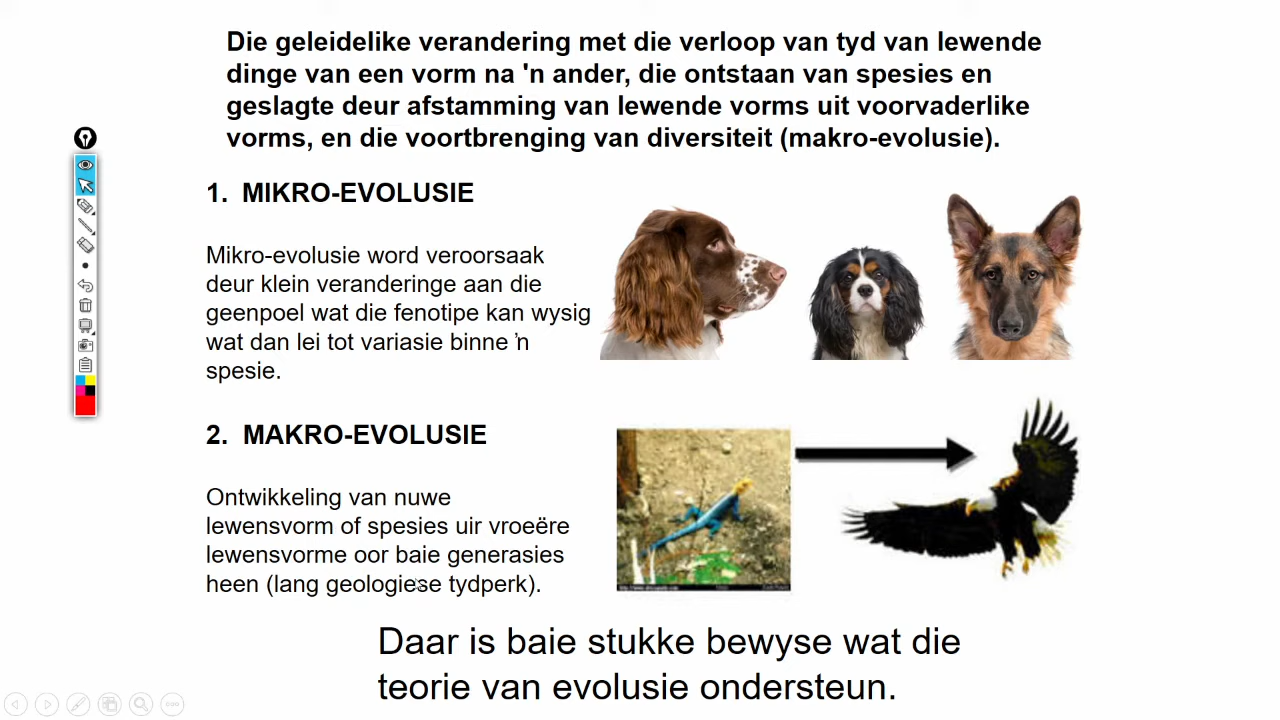 Die geleidelike verandering met die verloop van tyd van lewende
dinge van een vorm na 'n ander, die ontstaan van spesies en
geslagte deur afstamming van lewende vorms uit voorvaderlike
vorms, en die voortbrenging van diversiteit (makro-evolusie).
1. MIKRO-EVOLUSIE
Mikro-evolusie word veroorsaak
deur klein veranderinge aan die
geenpoel wat die fenotipe kan wysig
wat dan lei tot variasie binne 'n
spesie.
2. MAKRO-EVOLUSIE
Ontwikkeling van nuwe
lewensvorm of spesies uir vroeëre
lewensvorme oor baie generasies
heen (lang geologiese tydperk).
Daar is baie stukke bewyse wat die
teorie van evolusie ondersteun.